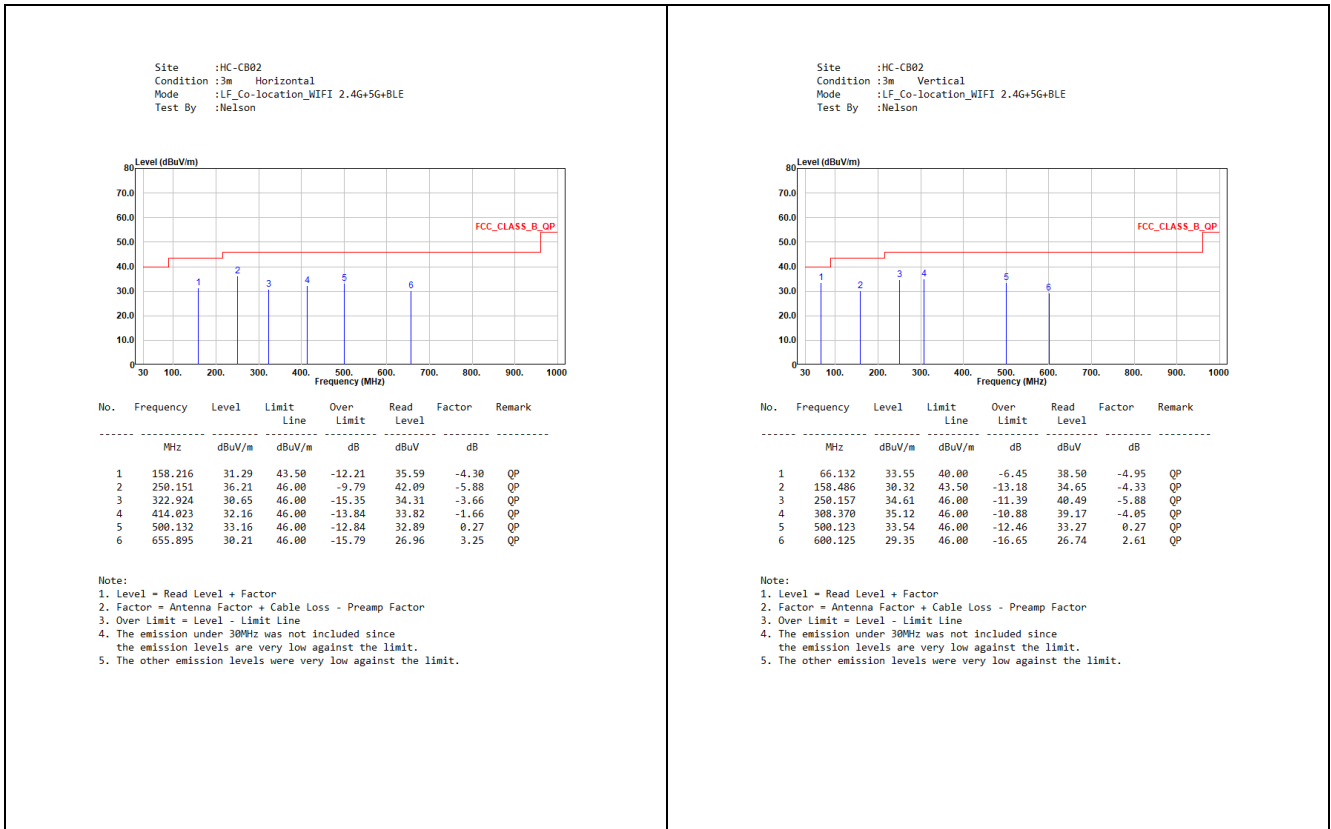 Site      :HC-CB02
Condition :3m    Horizontal
Mode      :LF_Co-location_WIFI 2.4G+5G+BLE
Test By   :Nelson
Level (dBuV/m)
80
70.0
60.0
FCC_CLASS_B_QP
50.0
40.0
30.0
20.0
10.0
0
1 2 3 4 5 6
30 100. 200. 300. 400. 500. 600. 700. 800. 900. 1000
Frequency (MHz)
No. Frequency Level Limit Over Read Factor Remark
Line Limit Level
------ ----------- -------- --------- --------- -------- -------- ---------
MHz dBuV/m dBuV/m dB dBuV dB
1 158.216 31.29 43.50 -12.21 35.59 -4.30 QP
2 250.151 36.21 46.00 -9.79 42.09 -5.88 QP
3 322.924 30.65 46.00 -15.35 34.31 -3.66 QP
4 414.023 32.16 46.00 -13.84 33.82 -1.66 QP
5 500.132 33.16 46.00 -12.84 32.89 0.27 QP
6 655.895 30.21 46.00 -15.79 26.96 3.25 QP
Note:
1. Level = Read Level + Factor
2. Factor = Antenna Factor + Cable Loss - Preamp Factor
3. Over Limit = Level - Limit Line
4. The emission under 30MHz was not included since
the emission levels are very low against the limit.
5. The other emission levels were very low against the limit.
Site      :HC-CB02
Condition :3m    Vertical
Mode      :LF_Co-location_WIFI 2.4G+5G+BLE
Test By   :Nelson
Level (dBuV/m)
80
70.0
60.0
FCC_CLASS_B_QP
50.0
40.0
30.0
20.0
10.0
0
1 2 3 4 5 6
30 100. 200. 300. 400. 500. 600. 700. 800. 900. 1000
Frequency (MHz)
No. Frequency Level Limit Over Read Factor Remark
Line Limit Level
------ ----------- -------- --------- --------- -------- -------- ---------
MHz dBuV/m dBuV/m dB dBuV dB
1 66.132 33.55 40.00 -6.45 38.50 -4.95 QP
2 158.486 30.32 43.50 -13.18 34.65 -4.33 QP
3 250.157 34.61 46.00 -11.39 40.49 -5.88 QP
4 308.370 35.12 46.00 -10.88 39.17 -4.05 QP
5 500.123 33.54 46.00 -12.46 33.27 0.27 QP
6 600.125 29.35 46.00 -16.65 26.74 2.61 QP
Note:
1. Level = Read Level + Factor
2. Factor = Antenna Factor + Cable Loss - Preamp Factor
3. Over Limit = Level - Limit Line
4. The emission under 30MHz was not included since
the emission levels are very low against the limit.
5. The other emission levels were very low against the limit.